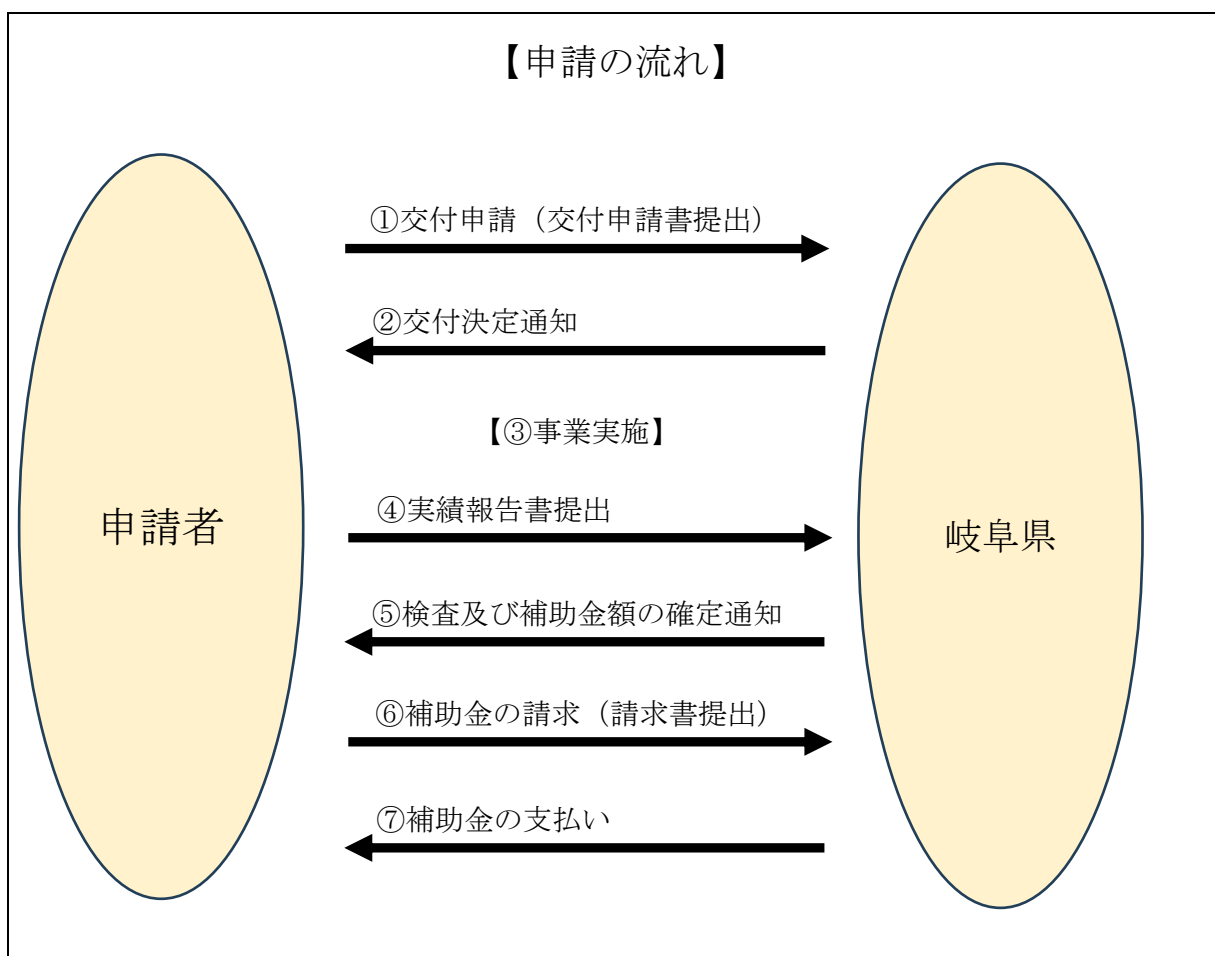 【申請の流れ】
①交付申請（交付申請書提出）
②交付決定通知
【③事業実施】
申請者
④実績報告書提出
岐阜県
⑤検査及び補助金額の確定通知
⑥補助金の請求（請求書提出）
⑦補助金の支払い